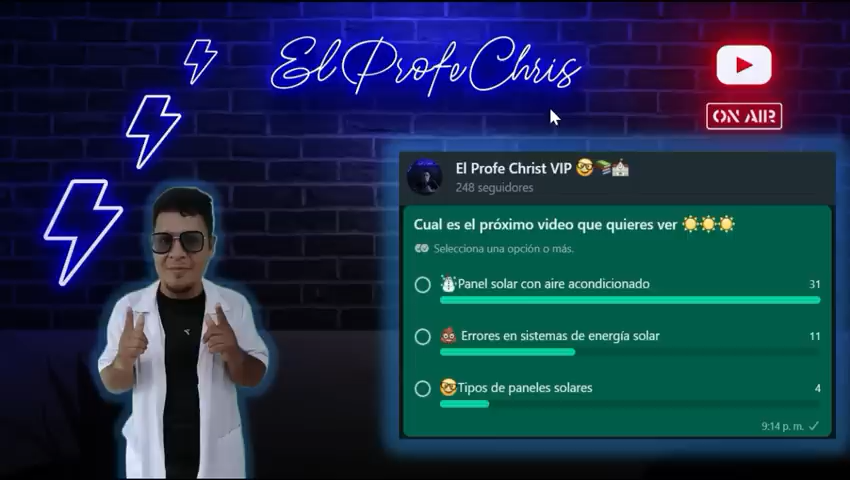 El Profe Chris
ON AIR
El Profe Christ VIP 🤓📚🏫
248 seguidores
Cual es el próximo video que quieres ver ☀️☀️☀️
Selecciona una opción o más.
⛄Panel solar con aire acondicionado 31
💩 Errores en sistemas de energía solar 11
🤓Tipos de paneles solares 4
9:14 p. m.